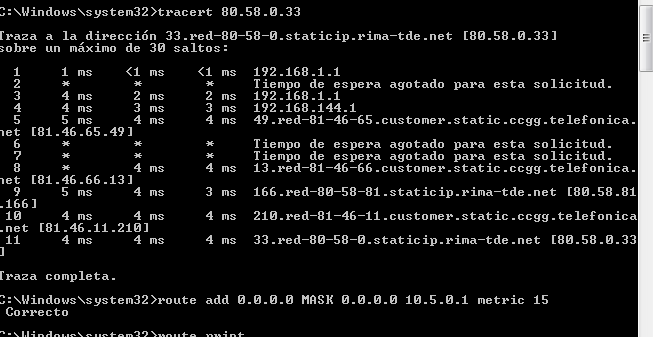 C:\Windows\system32>tracert 80.58.0.33
Traza a la dirección 33.red-80-58-0.staticip.rima-tde.net [80.58.0.33]
sobre un máximo de 30 saltos:
1 1 ms <1 ms <1 ms 192.168.1.1
2 * * * Tiempo de espera agotado para esta solicitud.
3 4 ms 2 ms 2 ms 192.168.1.1
4 4 ms 3 ms 3 ms 192.168.144.1
5 5 ms 4 ms 4 ms 49.red-81-46-65.customer.static.ccgg.telefonica.
net [81.46.65.49]
6 * * * Tiempo de espera agotado para esta solicitud.
7 * * * Tiempo de espera agotado para esta solicitud.
8 * 4 ms 4 ms 13.red-81-46-66.customer.static.ccgg.telefonica.
net [81.46.66.13]
9 5 ms 4 ms 3 ms 166.red-80-58-81.staticip.rima-tde.net [80.58.81
.166]
10 4 ms 4 ms 4 ms 210.red-81-46-11.customer.static.ccgg.telefonica
.net [81.46.11.210]
11 4 ms 4 ms 4 ms 33.red-80-58-0.staticip.rima-tde.net [80.58.0.33
]
Traza completa.
C:\Windows\system32>route add 0.0.0.0 MASK 0.0.0.0 10.5.0.1 metric 15
Correcto
C:\Windows\system32>route print